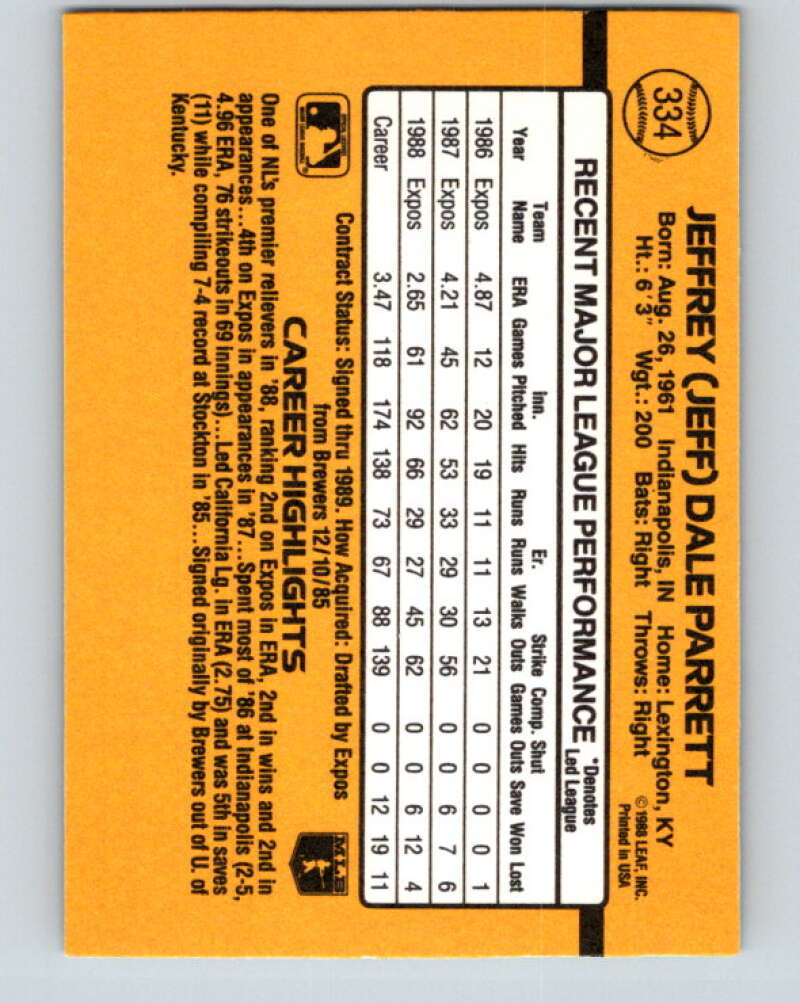 334
JEFFREY (JEFF) DALE PARRETT
Born: Aug. 26, 1961 Indianapolis, IN Home: Lexington, KY
Ht.: 6'3" Wgt.: 200 Bats: Right Throws: Right
© 1988 LEAF, INC.
Printed in USA
RECENT MAJOR LEAGUE PERFORMANCE
*Denotes
Led League
Team Inn. Er. Strike Comp. Shut
Year Name ERA Games Pitched Hits Runs Runs Walks Outs Games Outs Save Won Lost
1986 Expos 4.87 12 20 19 11 11 13 21 0 0 0 0 1
1987 Expos 4.21 45 62 53 33 29 30 56 0 0 6 7 6
1988 Expos 2.65 61 92 66 29 27 45 62 0 0 6 12 4
Career 3.47 118 174 138 73 67 88 139 0 0 12 19 11
Contract Status: Signed thru 1989. How Acquired: Drafted by Expos
from Brewers 12/10/85
MLB
CAREER HIGHLIGHTS
One of NL's premier relievers in '88, ranking 2nd on Expos in ERA, 2nd in wins and 2nd in
appearances...4th on Expos in appearances in '87...Spent most of '86 at Indianapolis (2-5,
4.96 ERA, 76 strikeouts in 69 innings)...Led California Lg. in ERA (2.75) and was 5th in saves
(11) while compiling 7-4 record at Stockton in '85...Signed originally by Brewers out of U. of
Kentucky.